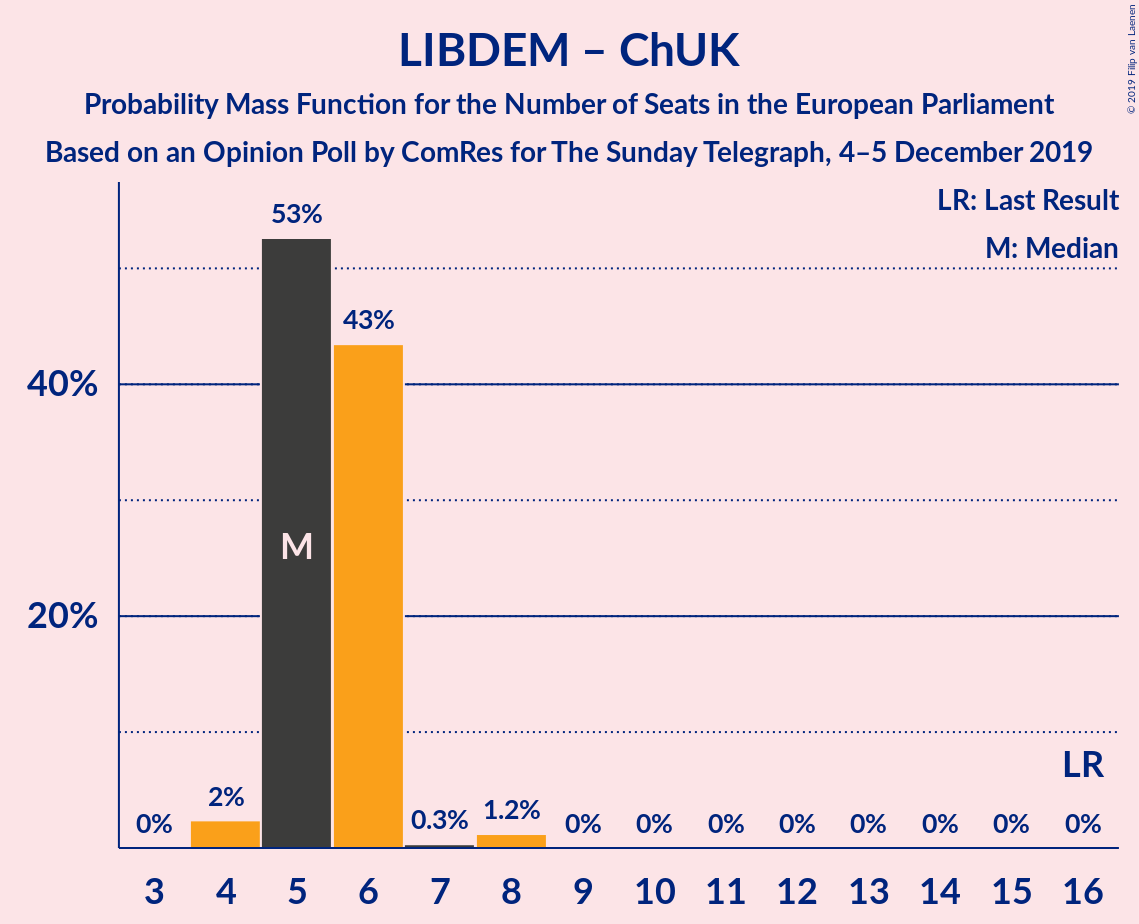 LIBDEM – ChUK
Probability Mass Function for the Number of Seats in the European Parliament
Based on an Opinion Poll by ComRes for The Sunday Telegraph, 4–5 December 2019
© 2019 Filip van Laenen
LR: Last Result
M: Median
53%
43%
40%
M
20%
LR
0% 2% 0.3% 1.2% 0% 0% 0% 0% 0% 0% 0% 0%
3 4 5 6 7 8 9 10 11 12 13 14 15 16